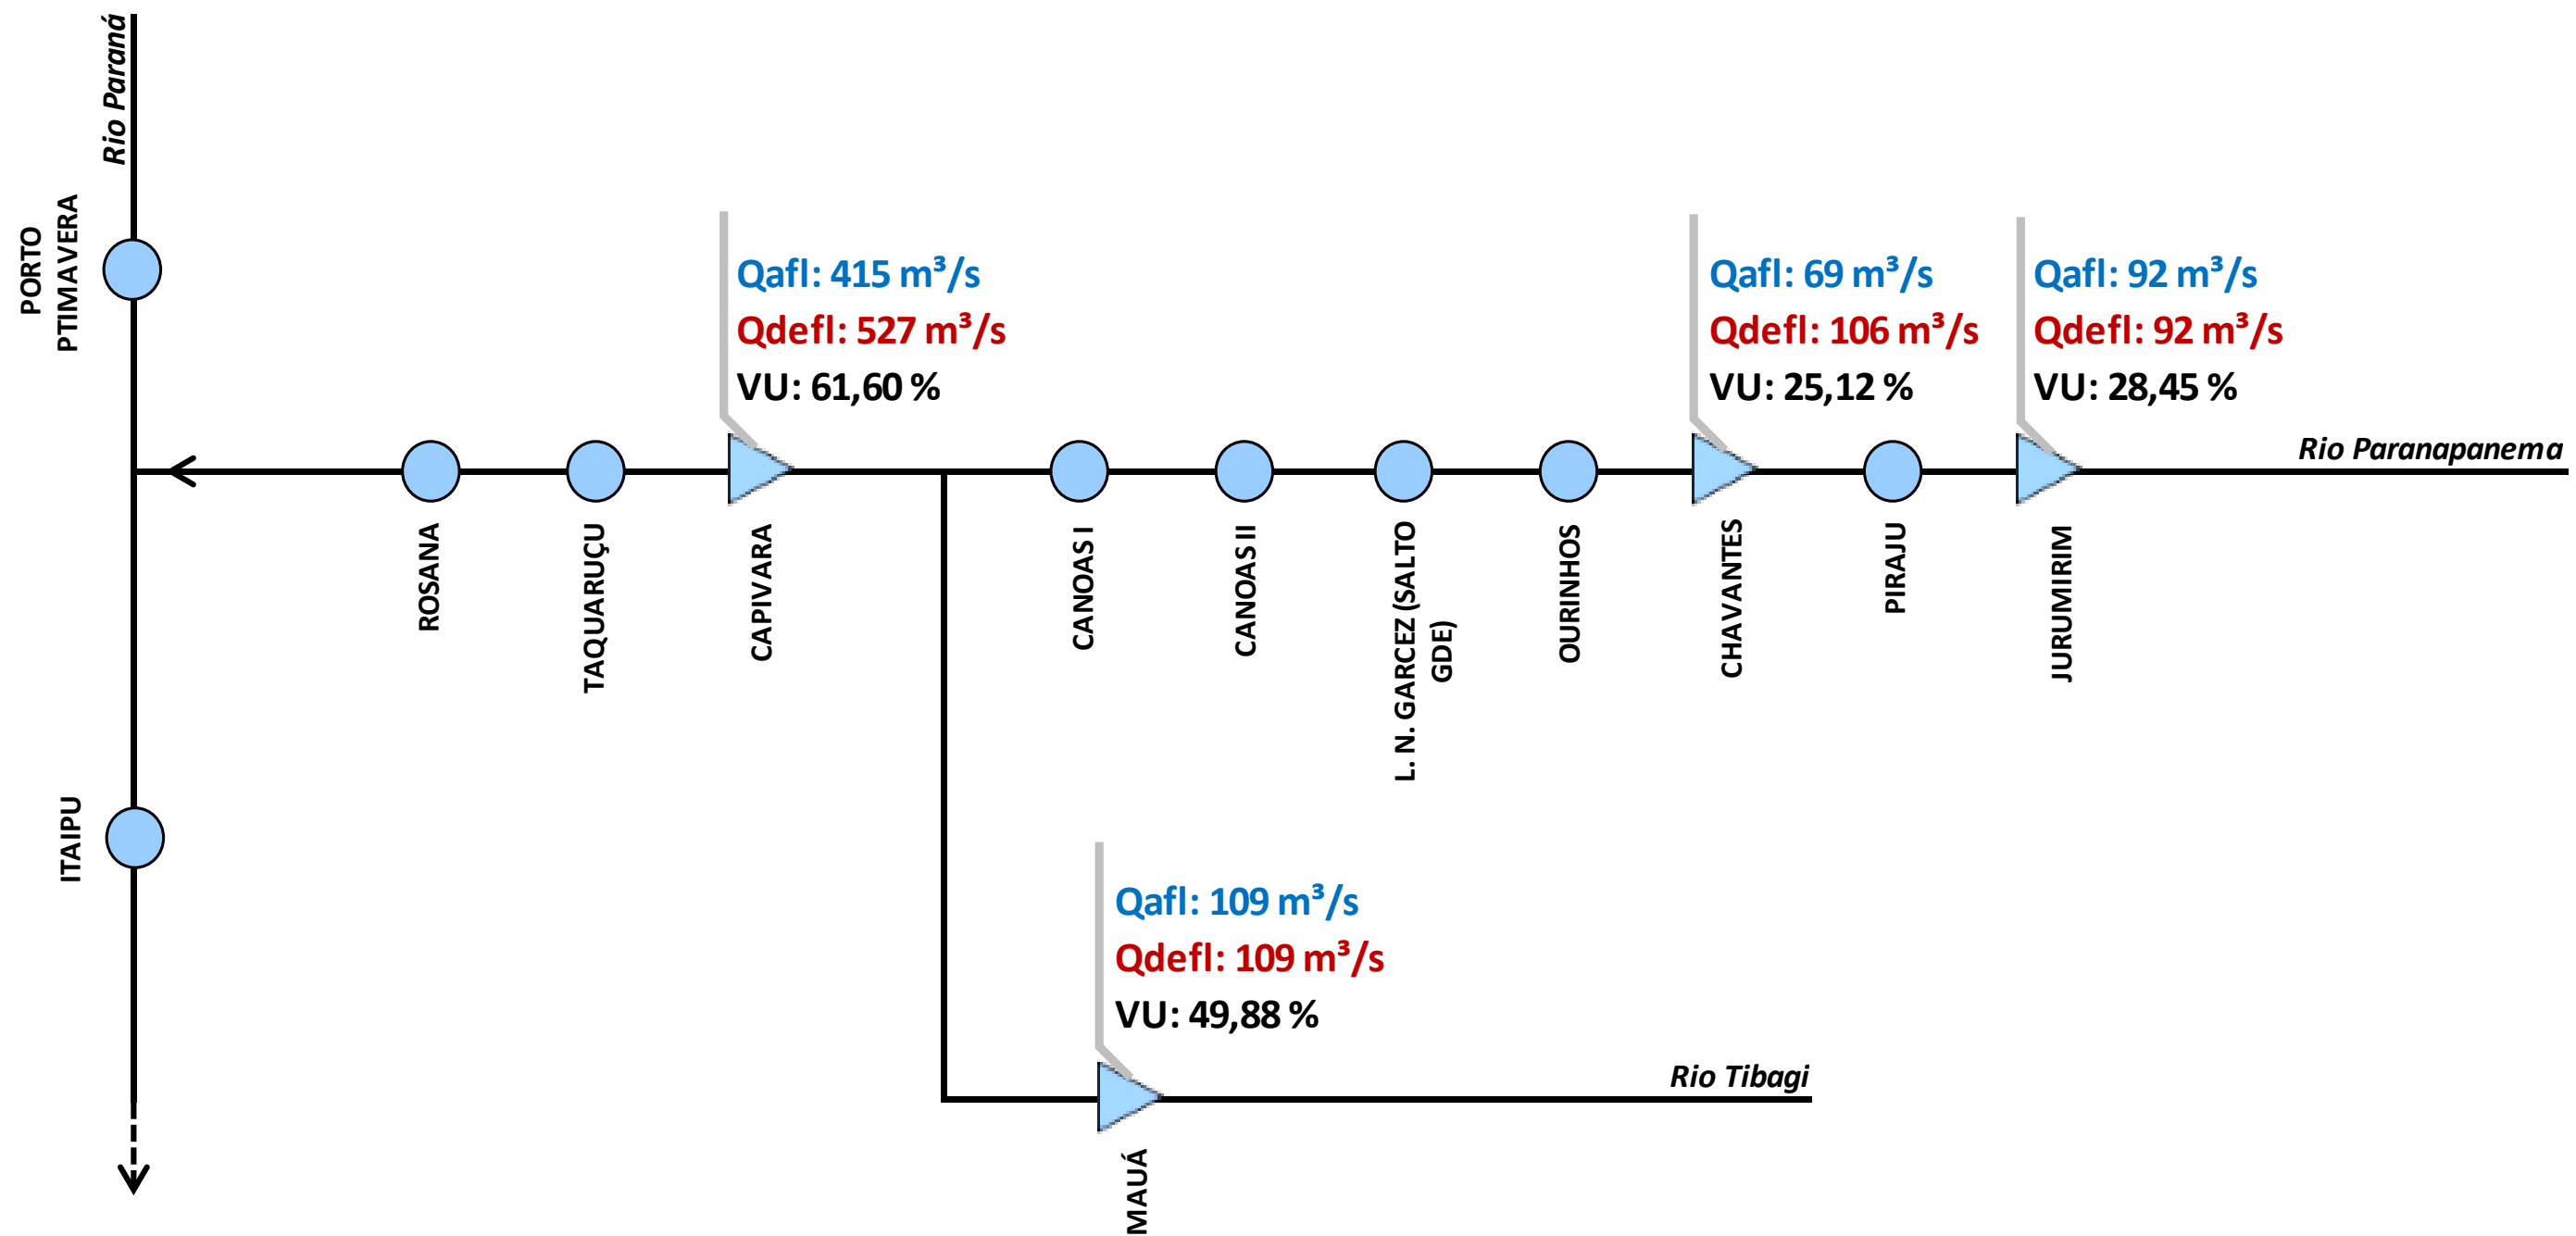 Rio Paraná
PORTO
PTIMAVERA
Qafl: 415 m³/s
Qdefl: 527 m³/s
VU: 61,60 %
Qafl: 69 m³/s
Qdefl: 106 m³/s
VU: 25,12 %
Qafl: 92 m³/s
Qdefl: 92 m³/s
VU: 28,45 %
Rio Paranapanema
ROSANA
TAQUARUÇU
CAPIVARA
CANOAS I
CANOAS II
L. N. GARCEZ (SALTO
GDE)
OURINHOS
CHAVANTES
PIRAJU
JURUMIRIM
ITAIPU
Qafl: 109 m³/s
Qdefl: 109 m³/s
VU: 49,88 %
Rio Tibagi
MAUÁ